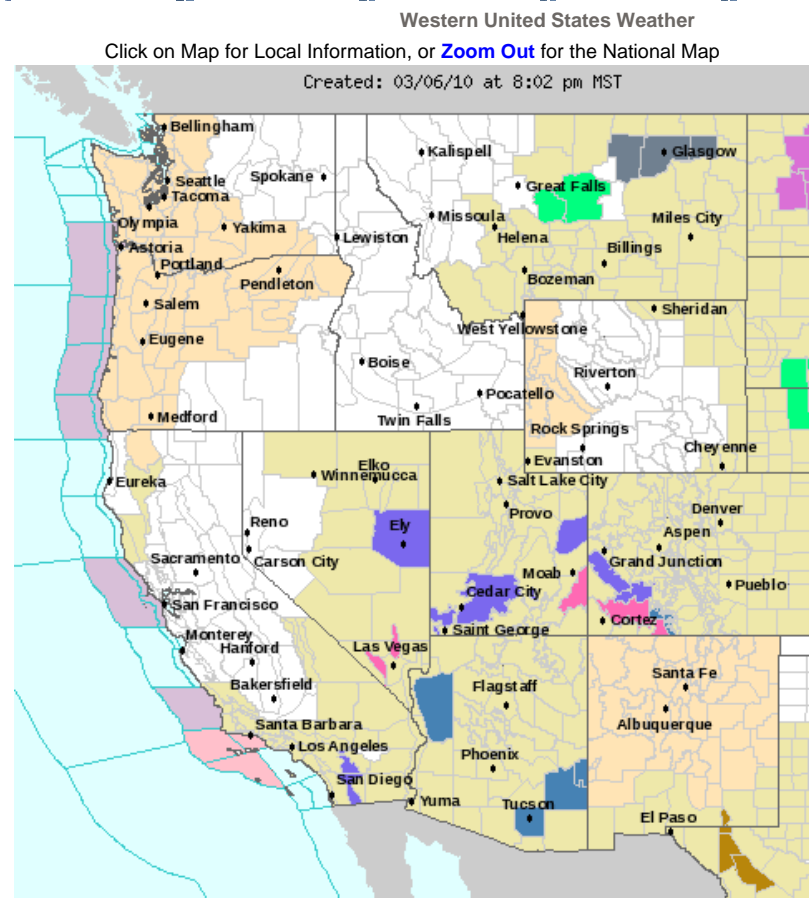 Western United States Weather
Click on Map for Local Information, or Zoom Out for the National Map
Created: 03/06/10 at 8:02 pm MST
Bellingham
Kalispell
Glasgow
Spokane
Seattle
Great Falls
Tacoma
Olympia
Yakima
Missoula
Miles City
Helena
Lewiston
Astoria
Billings
Portland
Pendleton
Bozeman
Salem
Sheridan
West Yellowstone
Eugene
Boise
Riverton
Pocatello
Medford
Twin Falls
Rock Springs
Cheyenne
Elko
Evanston
Winnemucca
Eureka
Salt Lake City
Provo
Denver
Reno
Ely
Aspen
Sacramento
Carson City
Grand Junction
Moab
Pueblo
Cedar City
San Francisco
Cortez
Saint George
Monterey
Hanford
Las Vegas
Santa Fe
Bakersfield
Flagstaff
Albuquerque
Santa Barbara
Los Angeles
Phoenix
San Diego
Yuma
Tucson
El Paso